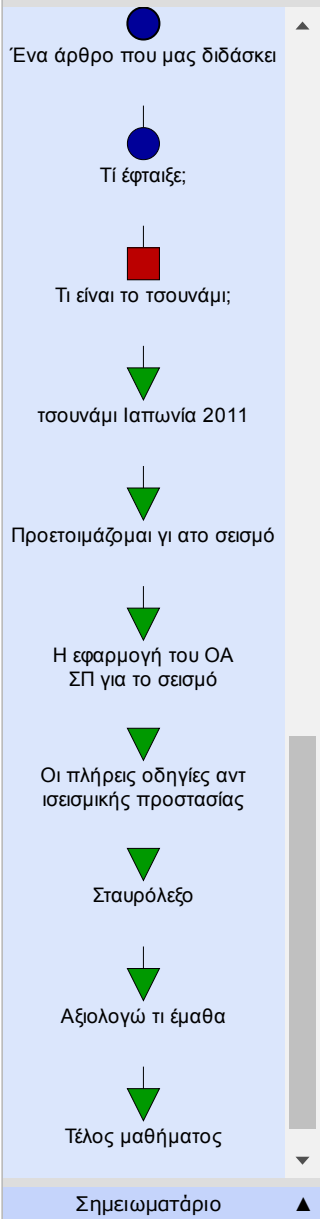 Ένα άρθρο που μας διδάσκει
Τί έφταιξε;
Τι είναι το τσουνάμι;
τσουνάμι Ιαπωνία 2011
Προετοιμάζομαι γι ατο σεισμό
Η εφαρμογή του ΟΑ
ΣΠ για το σεισμό
Οι πλήρεις οδηγίες αντ
ισεισμικής προστασίας
Σταυρόλεξο
Αξιολογώ τι έμαθα
Τέλος μαθήματος
Σημειωματάριο